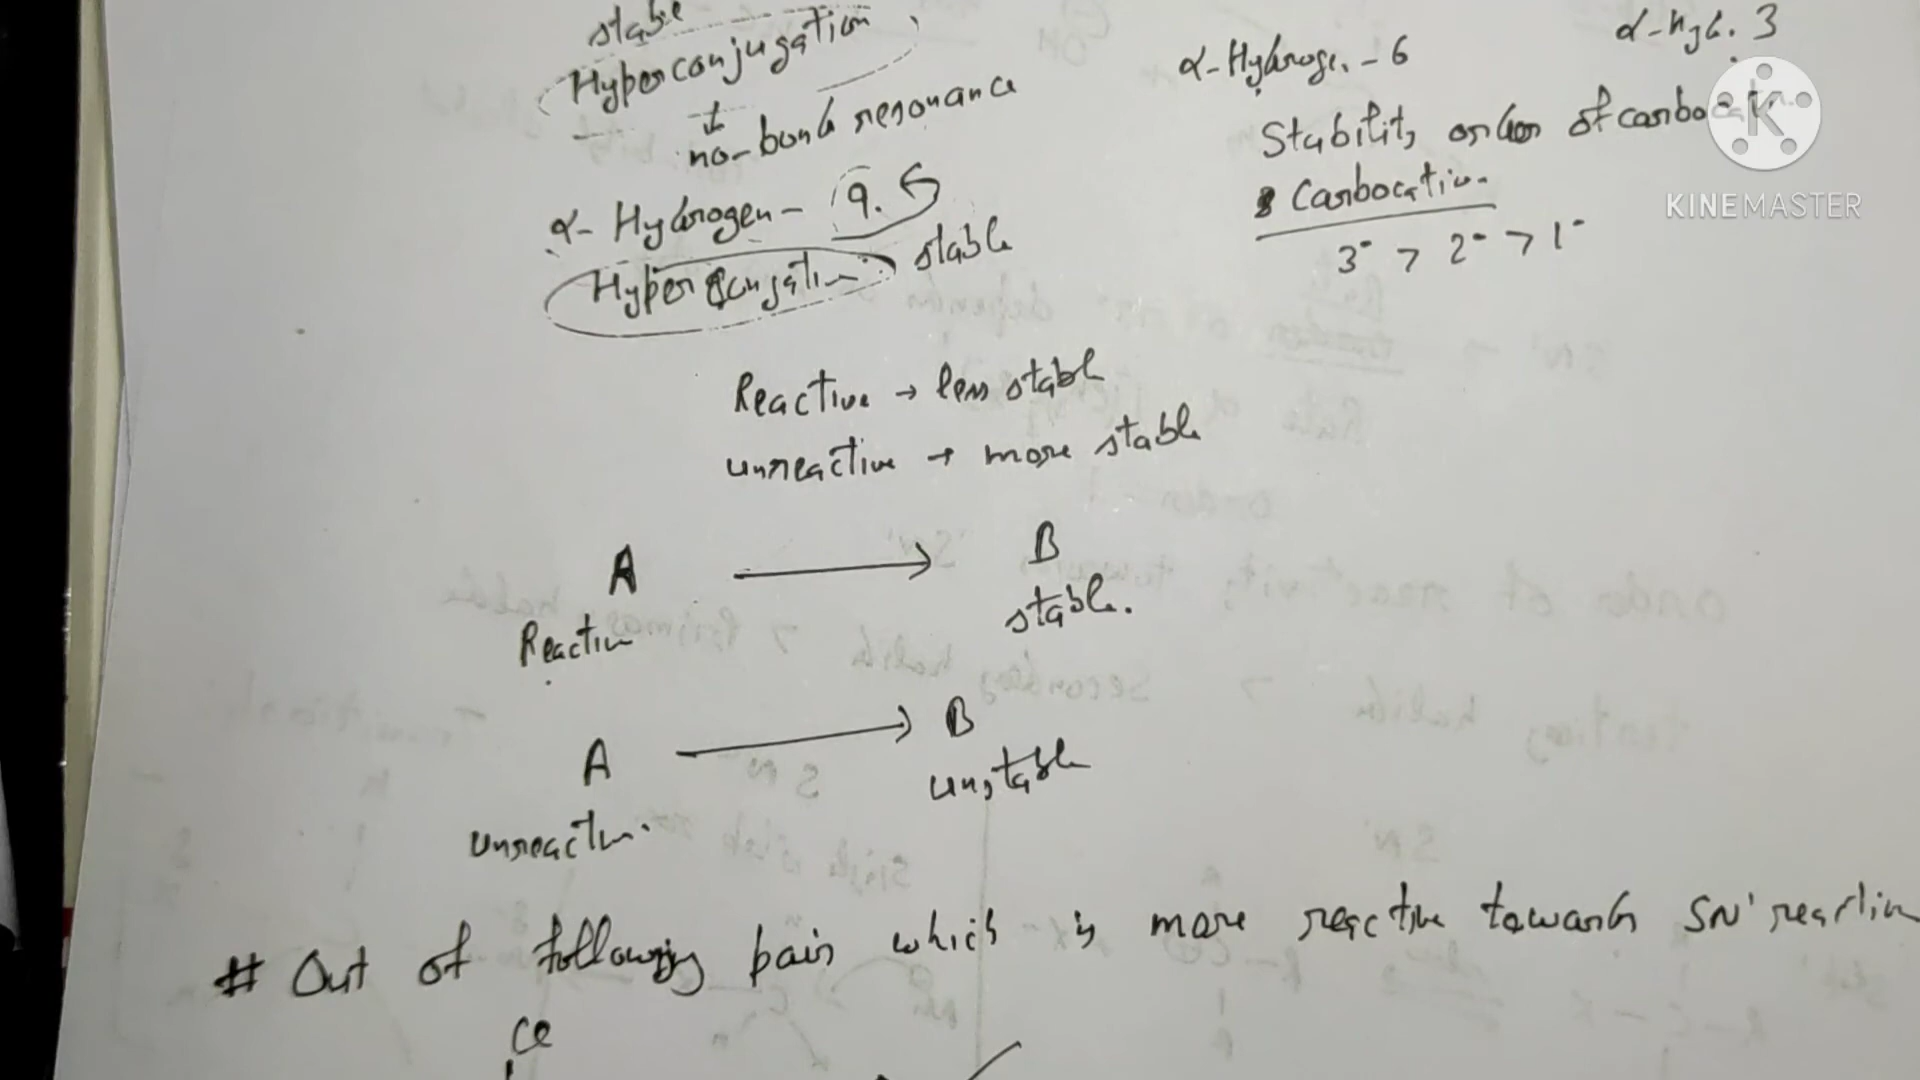 stable
Hyperconjugation
no-bond resonance
α-Hydrogen - 9.
Hyperconjugation stable
α-Hydroge. - 6
α-Hyd. 3
Stability order of
Carbocation
3° > 2° > 1°
KINEMASTER
Reactive → less stable
unreactive → more stable
A → B
Reactive stable.
A → B
unreactive. unstable
# Out of following pair which is more reactive towards SN' reaction
Cl